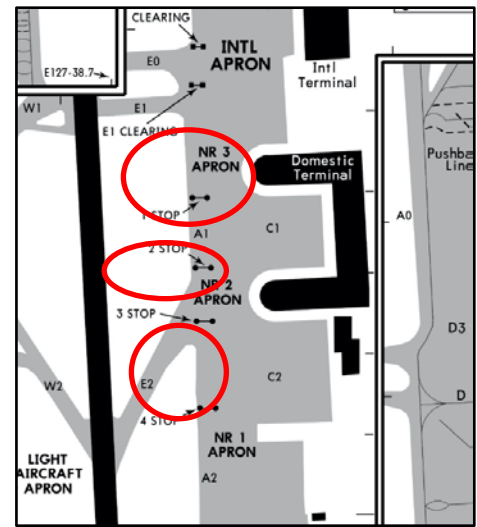 CLEARING
INTL
APRON
E0
E127-38.7
Intl
Terminal
W1
E1
E1 CLEARING
NR 3
APRON
Domestic
Terminal
Line
1 STOP
A1
C1
A0
2 STOP
NR 2
APRON
3 STOP
D3
W2
E2
C2
D
4 STOP
NR 1
APRON
LIGHT
AIRCRAFT
APRON
A2